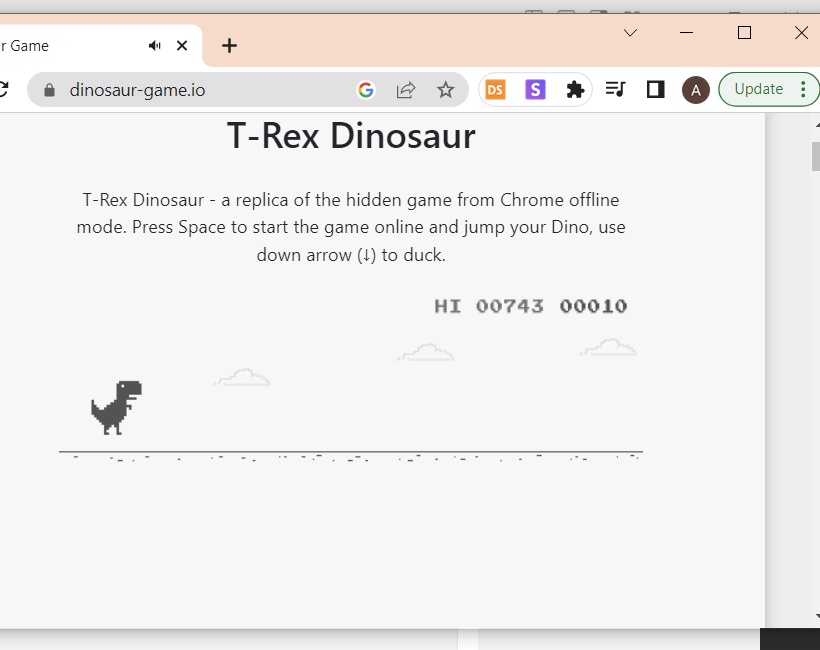 r Game
dinosaur-game.io
DS
S
A
Update
T-Rex Dinosaur
T-Rex Dinosaur - a replica of the hidden game from Chrome offline
mode. Press Space to start the game online and jump your Dino, use
down arrow (↓) to duck.
HI 00743 00010